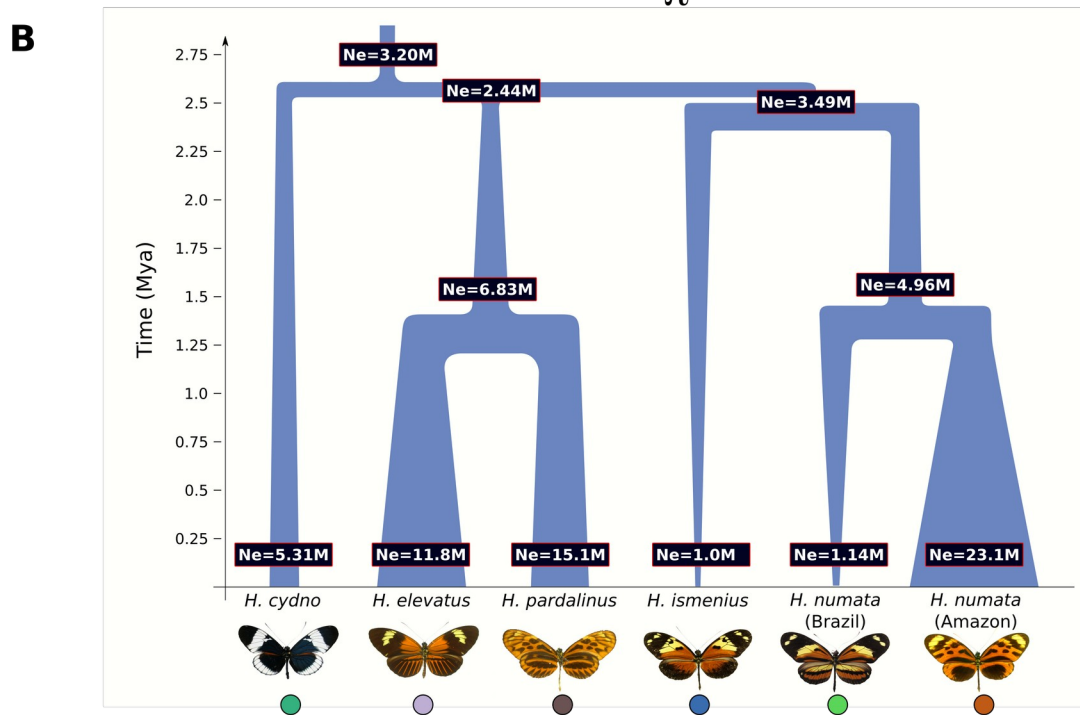 B
Ne=3.20M
2.75
Ne=2.44M
2.5
Ne=3.49M
2.25
2.0
1.75
Time (Mya)
Ne=6.83M
Ne=4.96M
1.5
1.25
1.0
0.75
0.5
0.25
Ne=5.31M Ne=11.8M Ne=15.1M Ne=1.0M Ne=1.14M Ne=23.1M
H. cydno H. elevatus H. pardalinus H. ismenius H. numata H. numata
(Brazil) (Amazon)